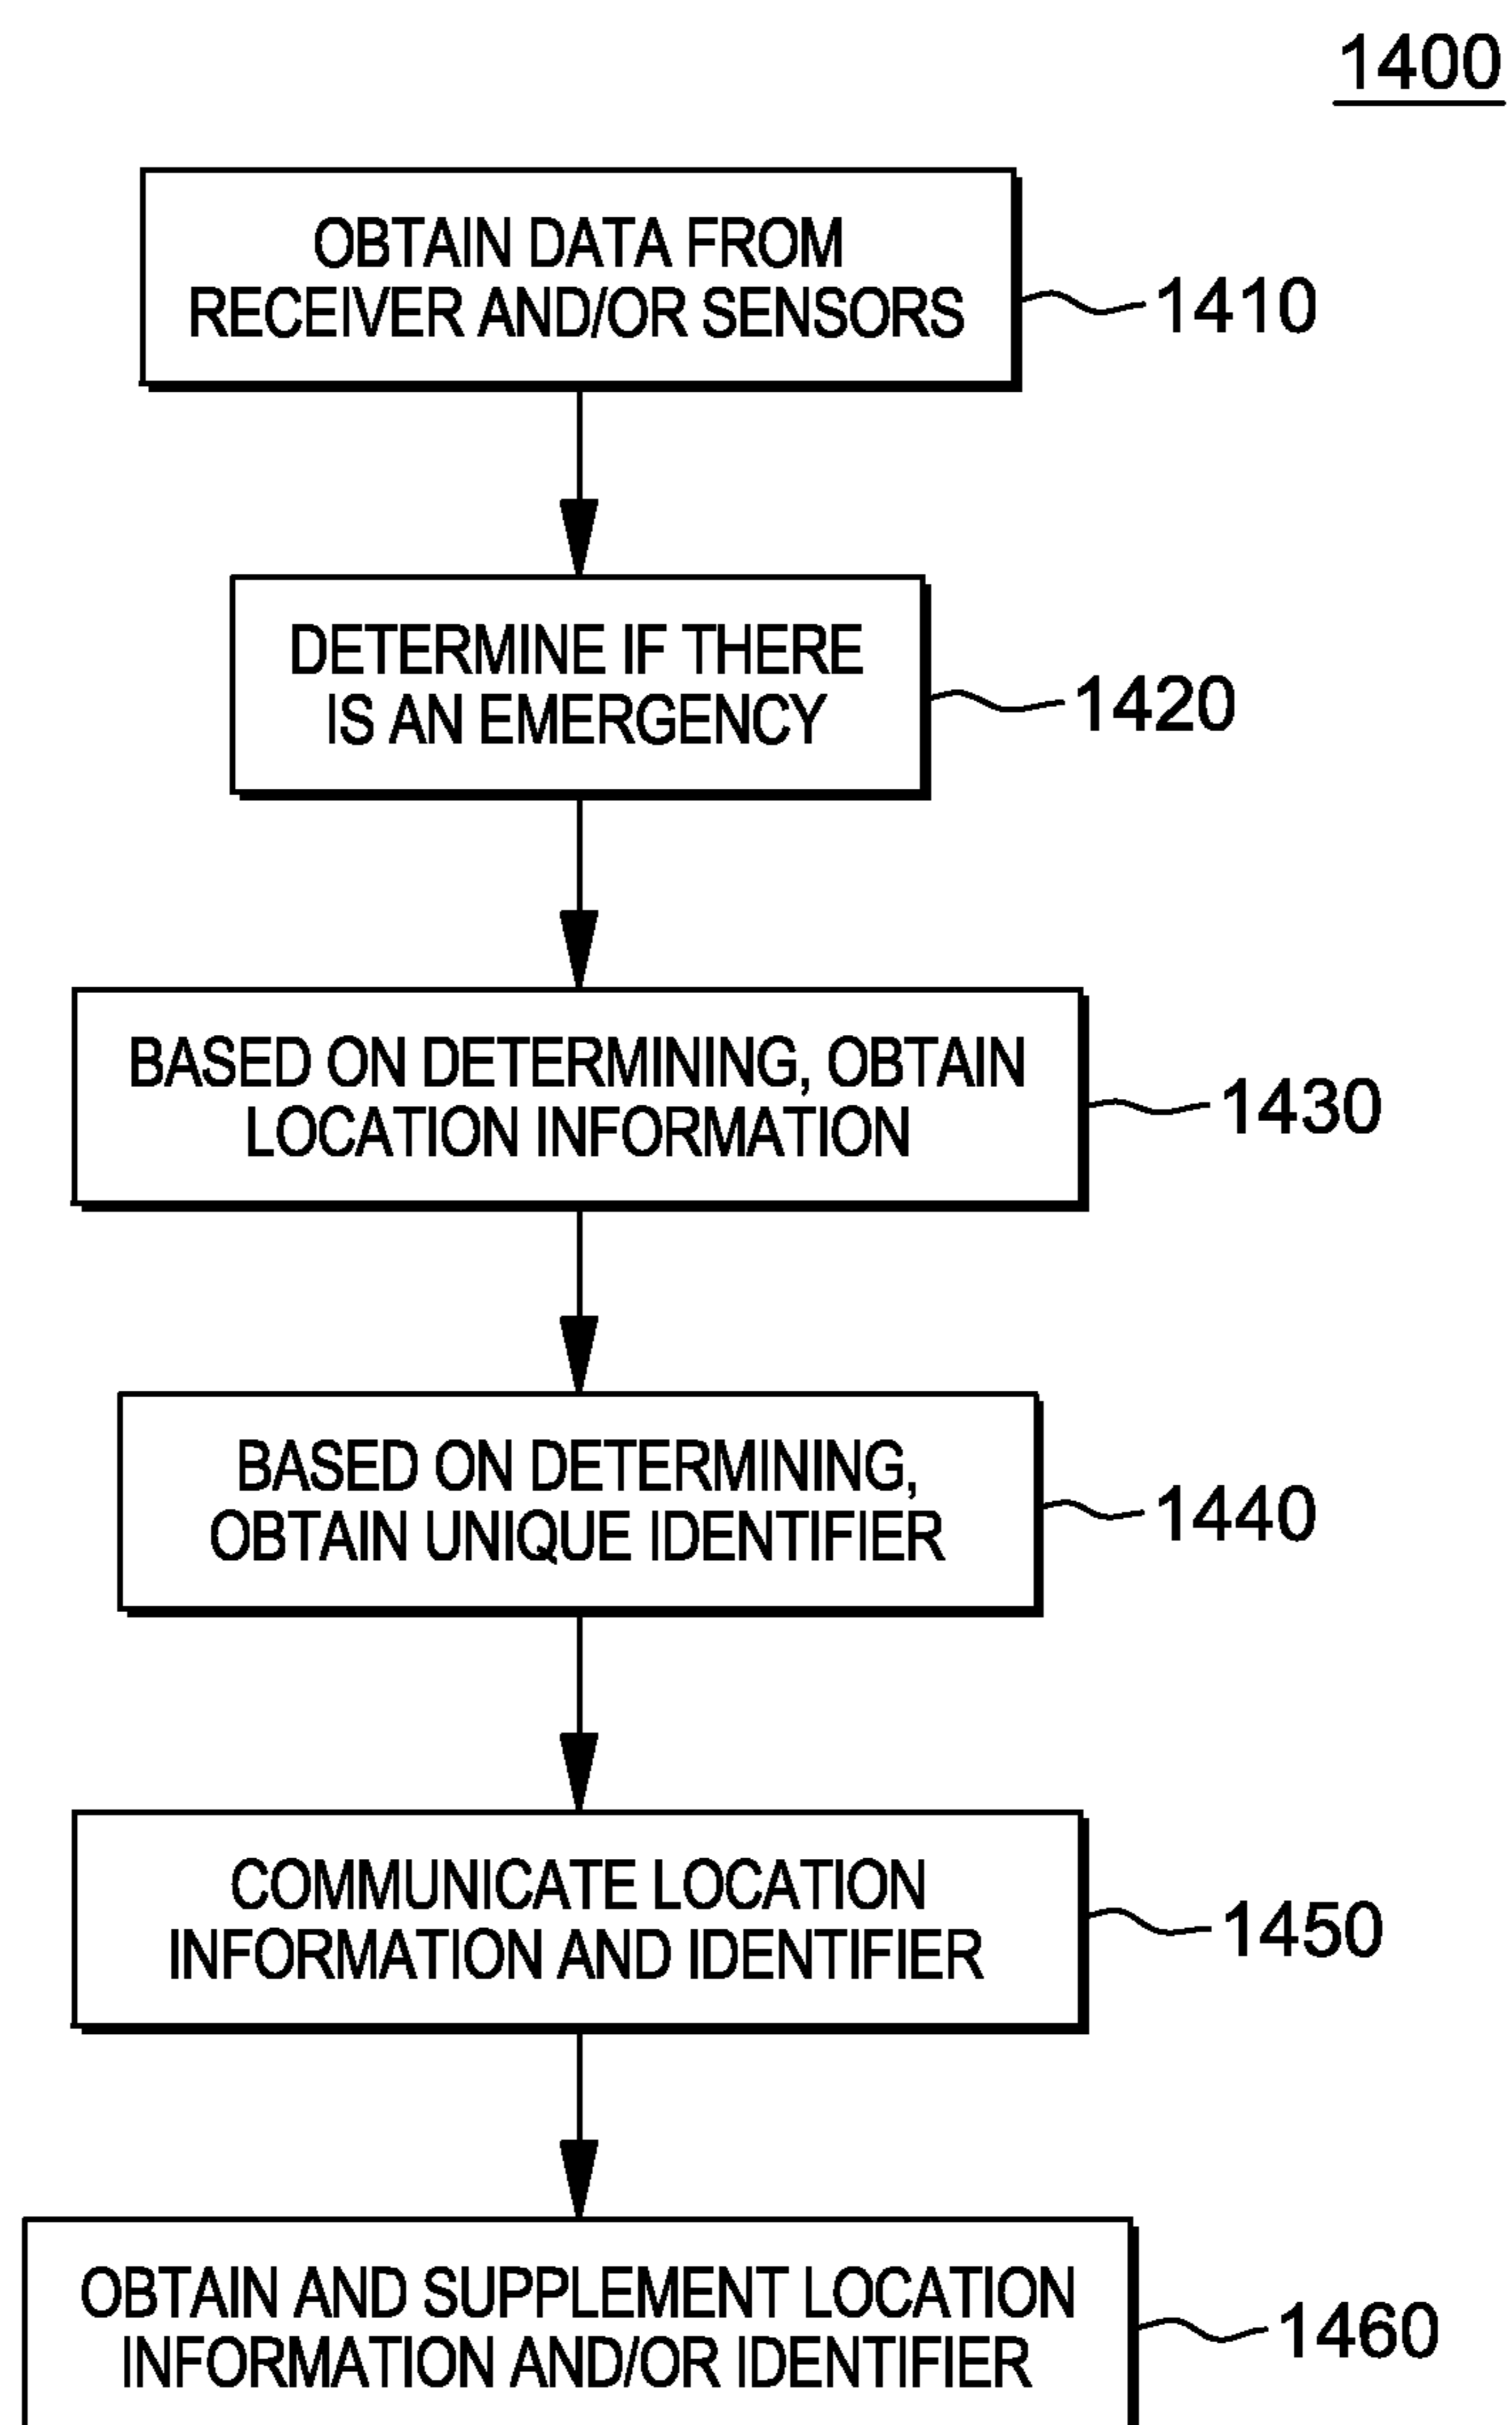 1400
OBTAIN DATA FROM
RECEIVER AND/OR SENSORS
1410
DETERMINE IF THERE
IS AN EMERGENCY
1420
BASED ON DETERMINING, OBTAIN
LOCATION INFORMATION
1430
BASED ON DETERMINING,
OBTAIN UNIQUE IDENTIFIER
1440
COMMUNICATE LOCATION
INFORMATION AND IDENTIFIER
1450
OBTAIN AND SUPPLEMENT LOCATION
INFORMATION AND/OR IDENTIFIER
1460